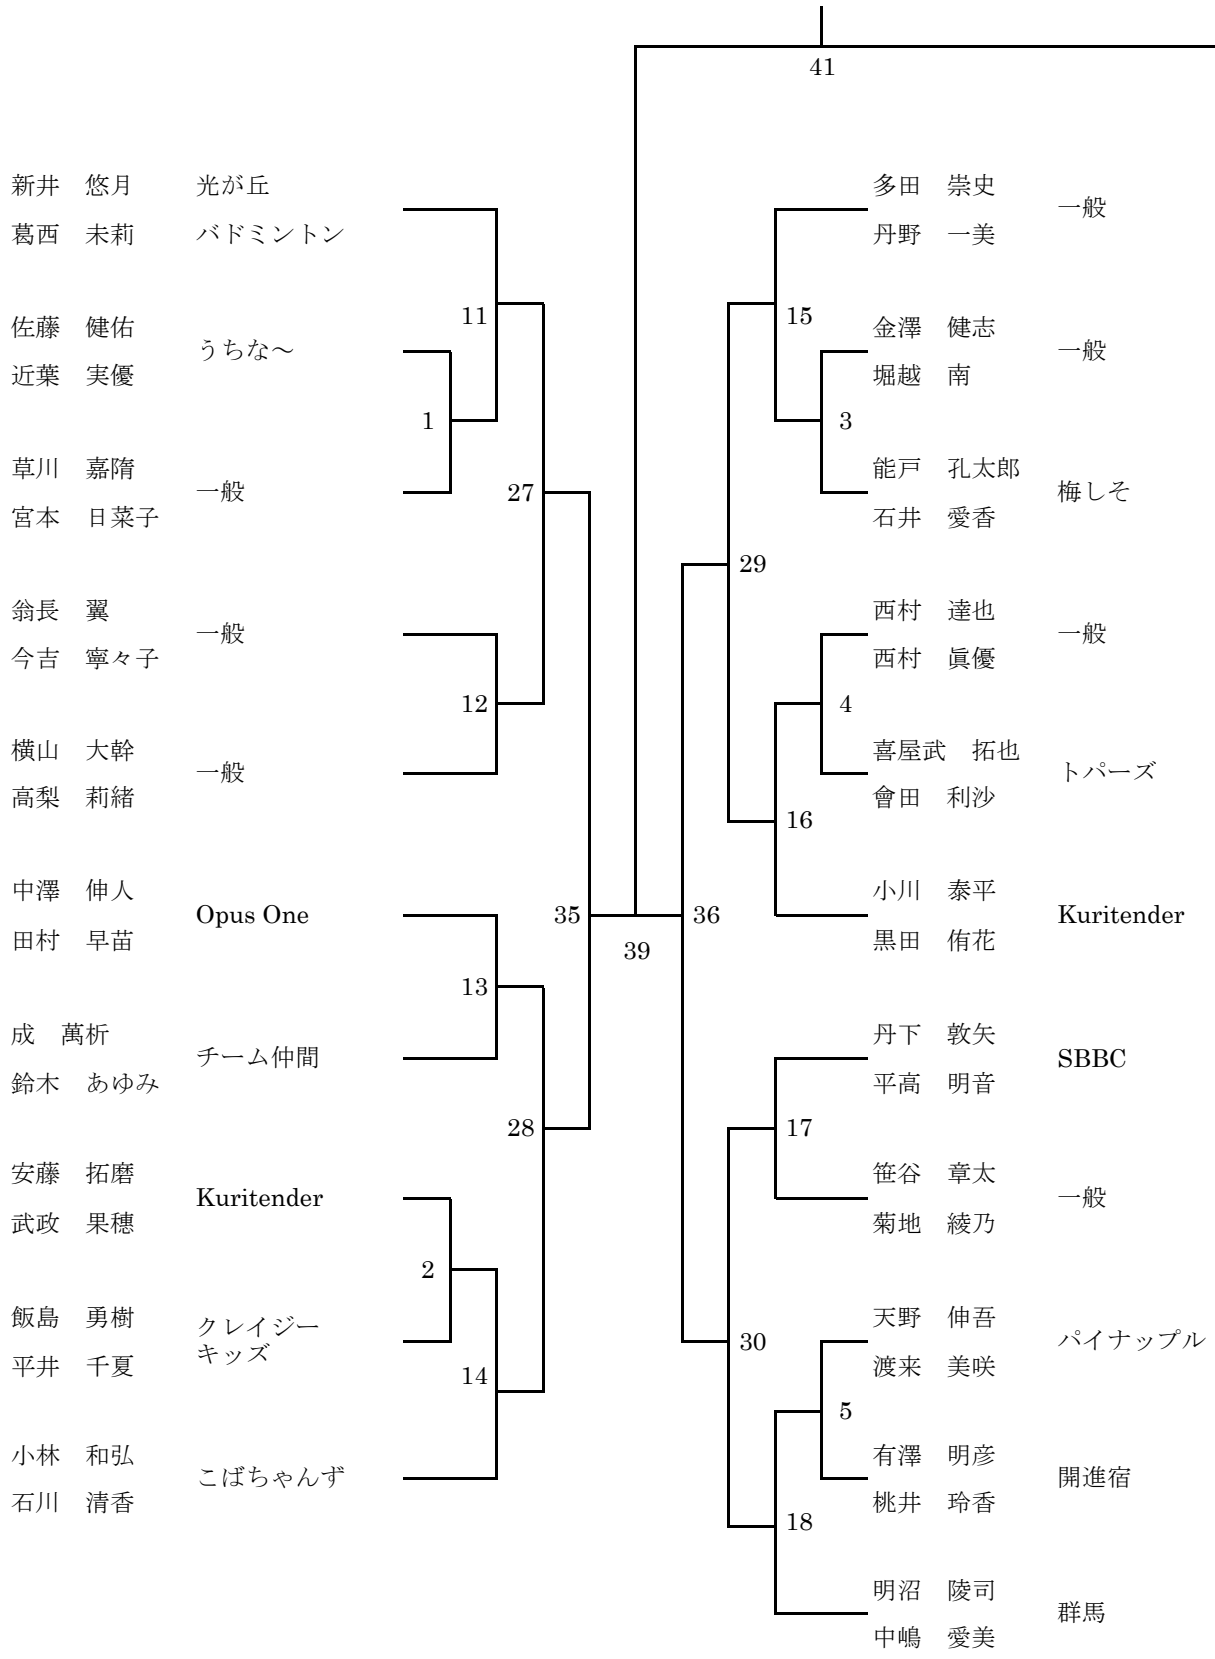 41
新井　悠月　光が丘
葛西　未莉　バドミントン
11
佐藤　健佑
近葉　実優
うちな～
1
草川　嘉隋
宮本　日菜子
一般
27
翁長　翼
今吉　寧々子
一般
12
横山　大幹
高梨　莉緒
一般
中澤　伸人
田村　早苗
Opus One
35
39
13
成　萬析
鈴木　あゆみ
チーム仲間
28
安藤　拓磨
武政　果穗
Kuritender
2
飯島　勇樹
平井　千夏
クレイジー
キッズ
14
小林　和弘
石川　清香
こばちゃんず
多田　崇史
丹野　一美
一般
15
金澤　健志
堀越　南
一般
3
能戸　孔太郎
石井　愛香
梅しそ
29
西村　達也
西村　眞優
一般
4
喜屋武　拓也
會田　利沙
トパーズ
16
小川　泰平
黒田　侑花
Kuritender
36
丹下　敦矢
平高　明音
SBBC
17
笹谷　章太
菊地　綾乃
一般
30
天野　伸吾
渡来　美咲
パイナップル
5
有澤　明彦
桃井　玲香
開進宿
18
明沼　陵司
中嶋　愛美
群馬